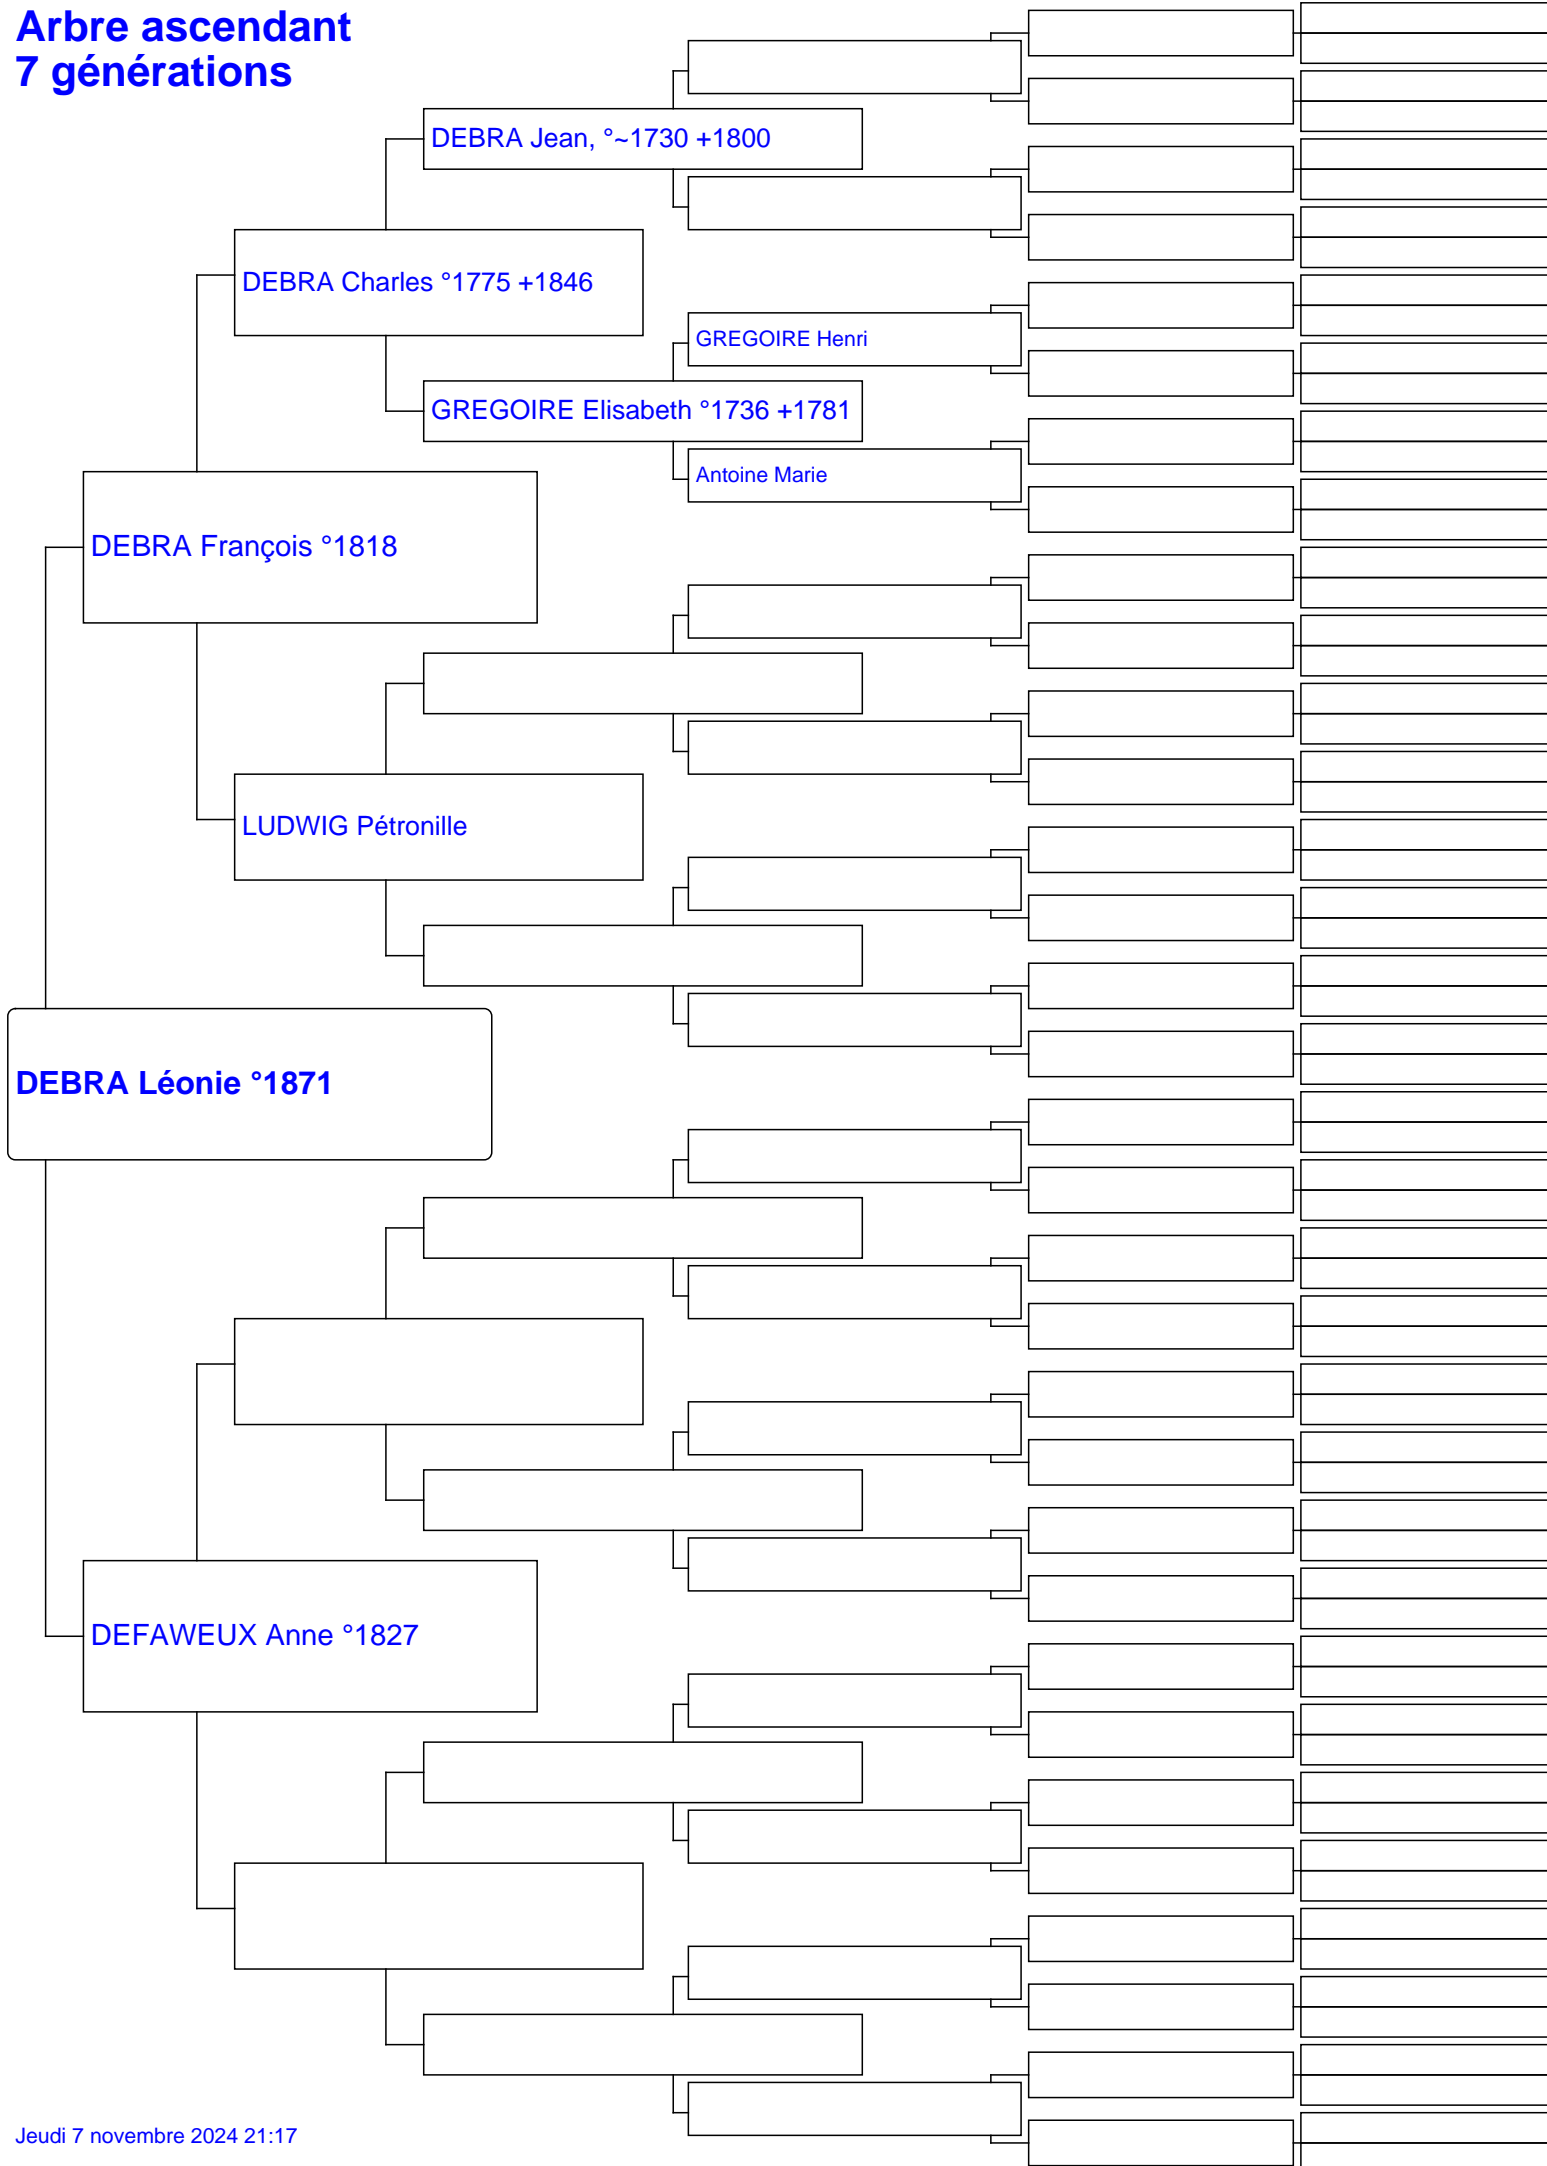 Arbre ascendant
7 générations
DEBRA Jean, °~1730 +1800
DEBRA Charles °1775 +1846
GREGOIRE Henri
GREGOIRE Elisabeth °1736 +1781
Antoine Marie
DEBRA François °1818
LUDWIG Pétronille
DEBRA Léonie °1871
DEFAWEUX Anne °1827
Jeudi 7 novembre 2024 21:17